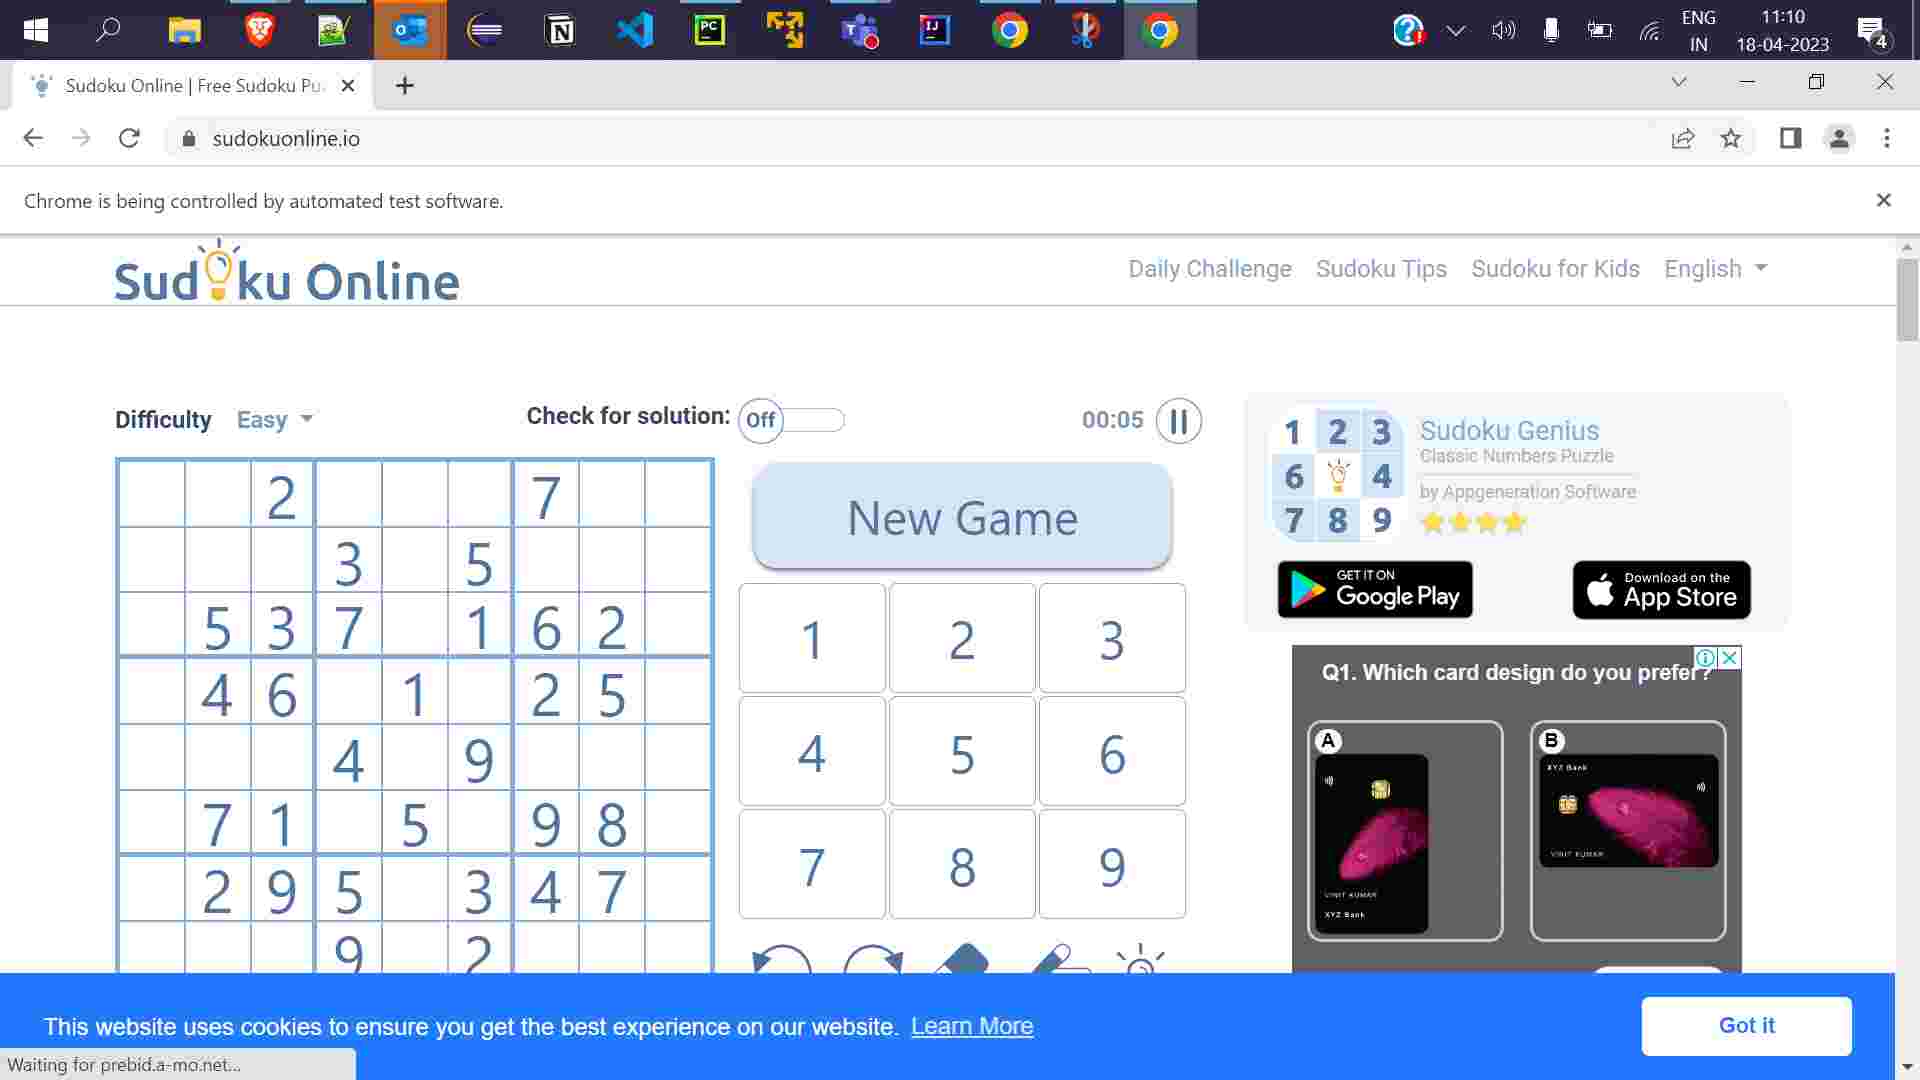 ENG
IN
11:10
18-04-2023
4
Sudoku Online | Free Sudoku Pu
sudokuonline.io
Chrome is being controlled by automated test software.
Sudoku Online
Daily Challenge Sudoku Tips Sudoku for Kids English
Difficulty Easy
Check for solution: Off
00:05
2 7
3 5
5 3 7 1 6 2
4 6 1 2 5
4 9
7 1 5 9 8
2 9 5 3 4 7
9 2
New Game
1 2 3
4 5 6
7 8 9
1 2 3
6 4
7 8 9
Sudoku Genius
Classic Numbers Puzzle
by Appgeneration Software
GET IT ON
Google Play
Download on the
App Store
Q1. Which card design do you prefer?
A
VINIT KUMAR
XYZ Bank
B
XYZ Bank
VINIT KUMAR
This website uses cookies to ensure you get the best experience on our website. Learn More
Got it
Waiting for prebid.a-mo.net...